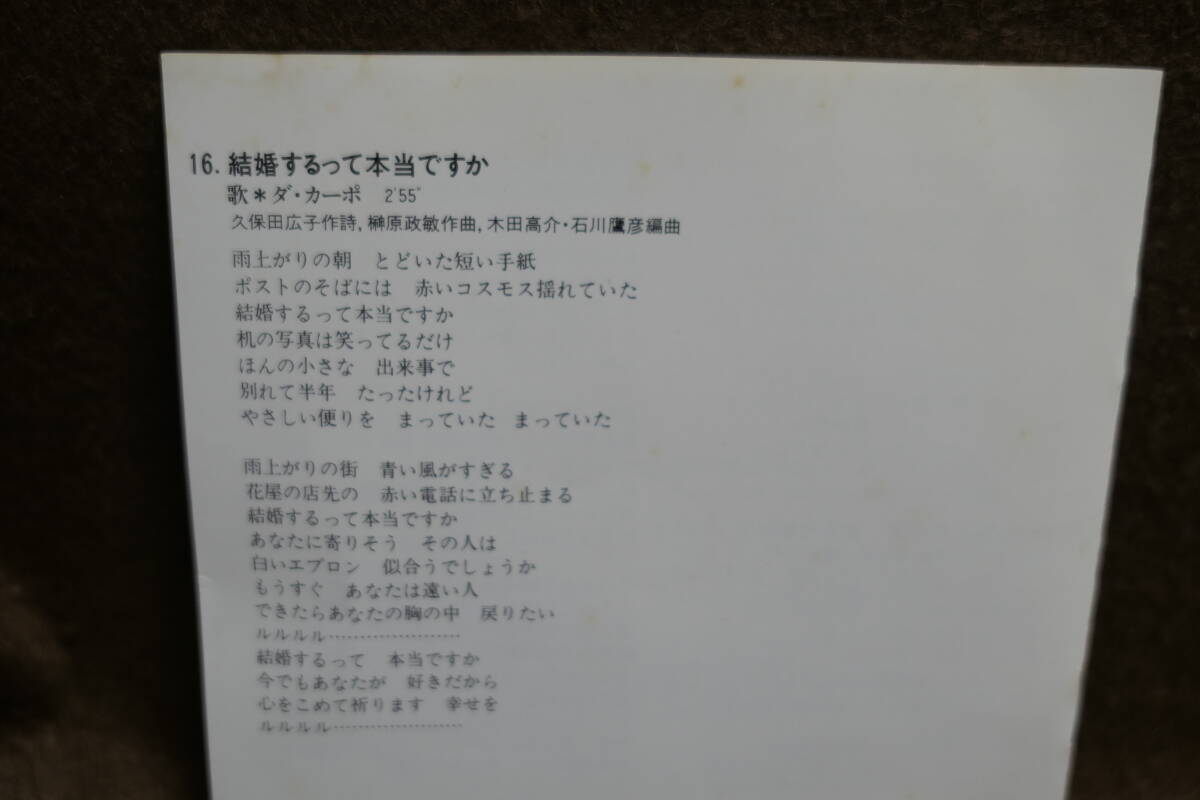 16. 結婚するって本当ですか
歌＊ダ・カーポ　2'55"
久保田広子作詩, 榊原政敏作曲, 木田高介・石川鷹彦編曲
雨上がりの朝　とどいた短い手紙
ポストのそばには　赤いコスモス揺れていた
結婚するって本当ですか
机の写真は笑ってるだけ
ほんの小さな　出来事で
別れて半年　たったけれど
やさしい便りを　まっていた　まっていた
雨上がりの街　青い風がすぎる
花屋の店先の　赤い電話に立ち止まる
結婚するって本当ですか
あなたに寄りそう　その人は
白いエプロン　似合うでしょうか
もうすぐ　あなたは遠い人
できたらあなたの胸の中　戻りたい
ルルルル……………………
結婚するって　本当ですか
今でもあなたが　好きだから
心をこめて祈ります　幸せを
ルルルル……………………